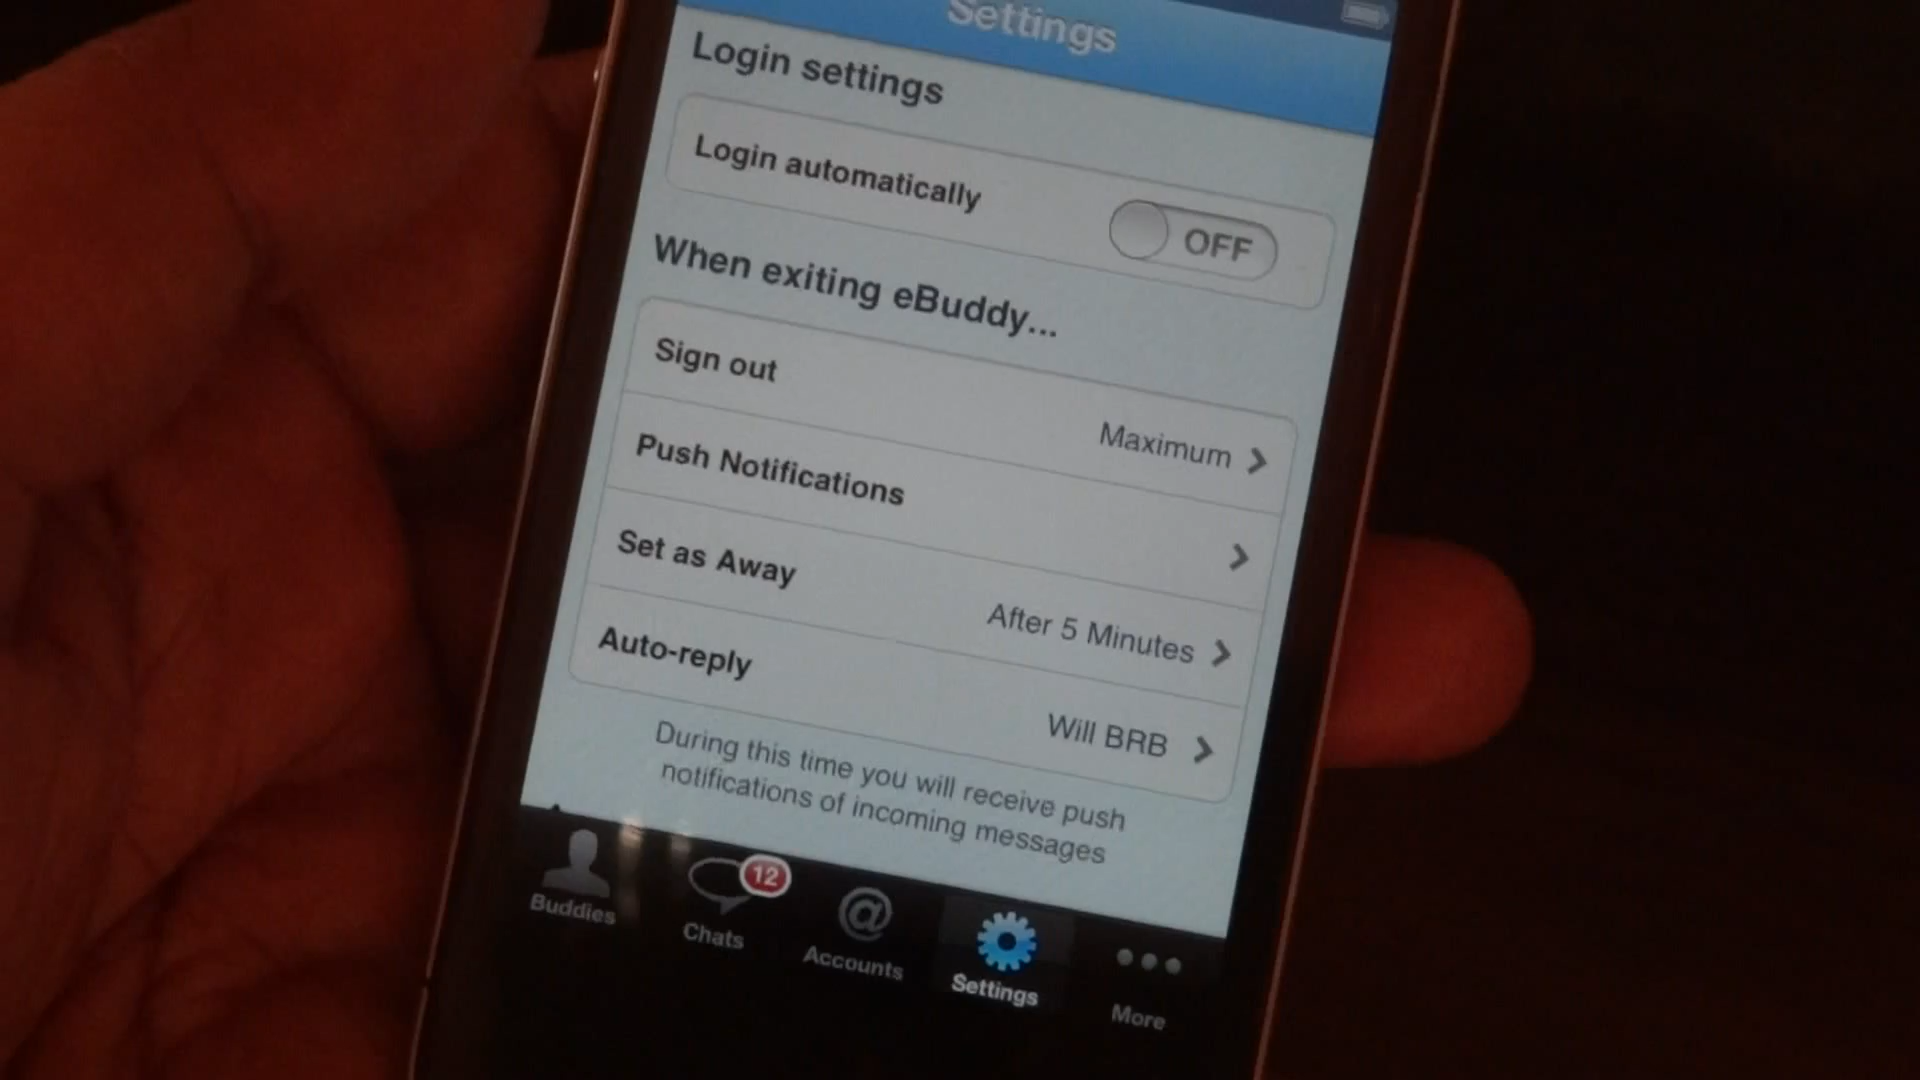 Settings
Login settings
Login automatically
OFF
When exiting eBuddy...
Sign out
Maximum
Push Notifications
Set as Away
After 5 Minutes
Auto-reply
Will BRB
During this time you will receive push
notifications of incoming messages
Buddies
12
Chats
Accounts
Settings
More